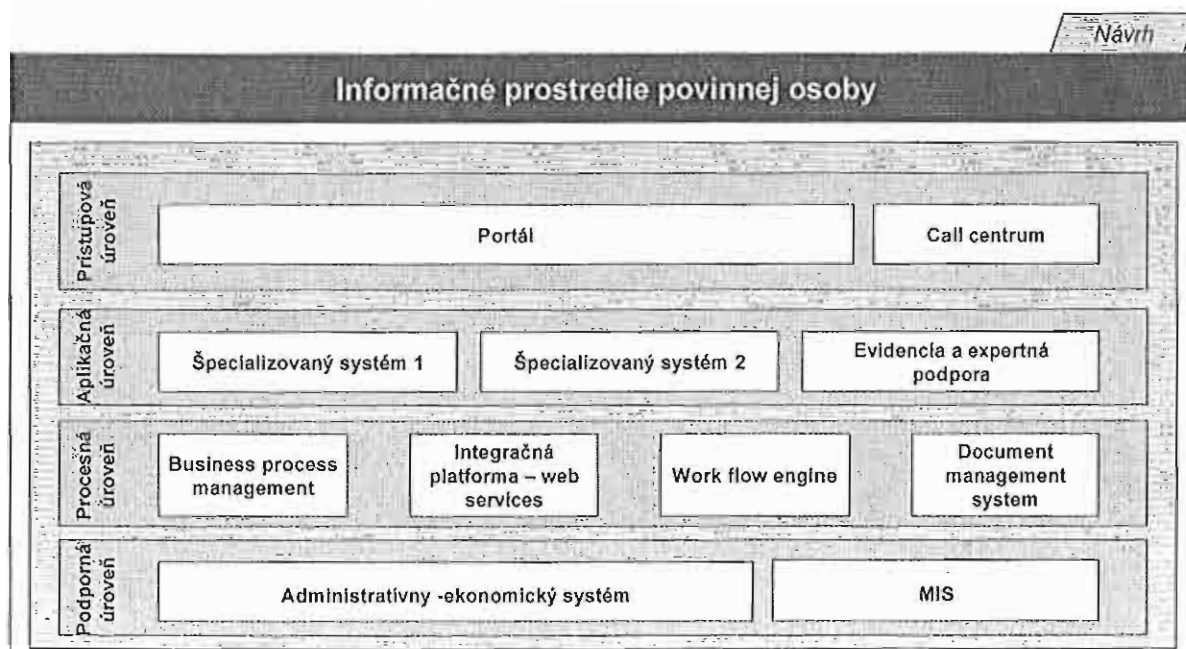 Návrh
Informačné prostredie povinnej osoby
Prístupová
úroveň
Portál
Call centrum
Aplikačná
úroveň
Špecializovaný systém 1
Špecializovaný systém 2
Evidencia a expertná
podpora
Procesná
úroveň
Business process
management
Integračná
platforma – web
services
Work flow engine
Document
management
system
Podporná
úroveň
Administratívny -ekonomický systém
MIS